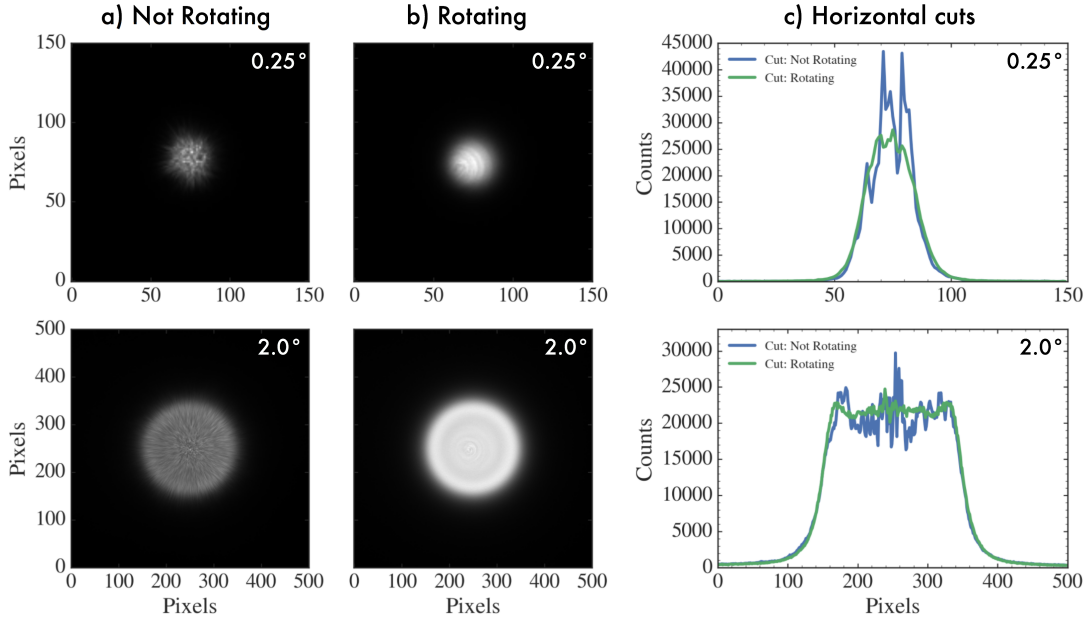 a) Not Rotating
b) Rotating
c) Horizontal cuts
150
100
50
0
Pixels
0.25°
0 50 100 150
0.25°
0 50 100 150
45000
40000
35000
30000
25000
20000
15000
10000
5000
0
Counts
Cut: Not Rotating
Cut: Rotating
0.25°
0 50 100 150
500
400
300
200
100
0
Pixels
2.0°
0 100 200 300 400 500
Pixels
2.0°
0 100 200 300 400 500
Pixels
30000
25000
20000
15000
10000
5000
0
Counts
Cut: Not Rotating
Cut: Rotating
2.0°
0 100 200 300 400 500
Pixels